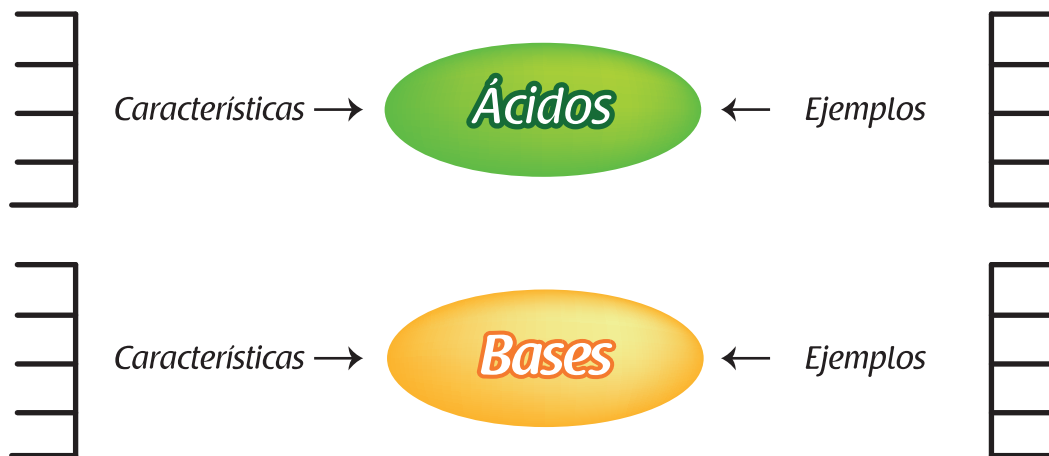 Características
Ácidos
Ejemplos
Características
Bases
Ejemplos